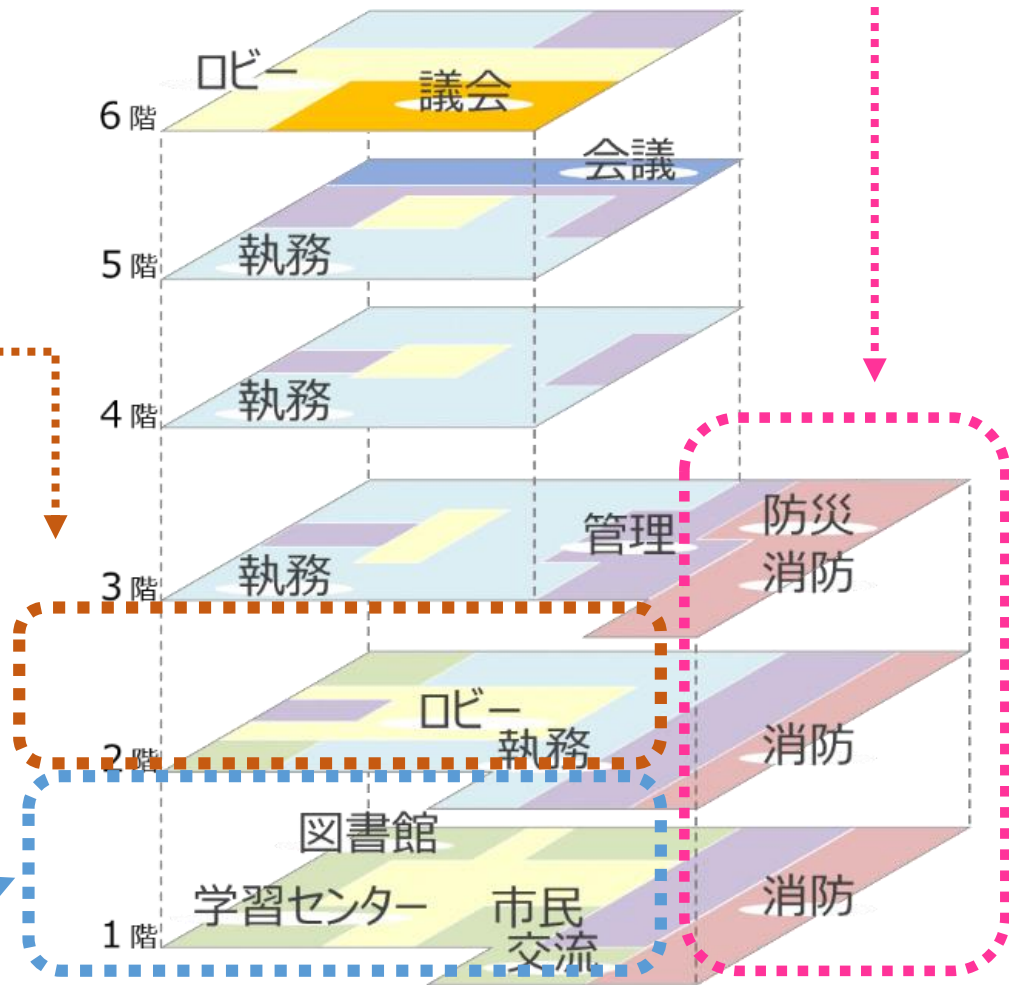 ロビー
議会
6階
会議
執務
5階
執務
4階
管理
防災
消防
執務
3階
ロビー
執務
消防
2階
図書館
学習センター
市民
交流
消防
1階